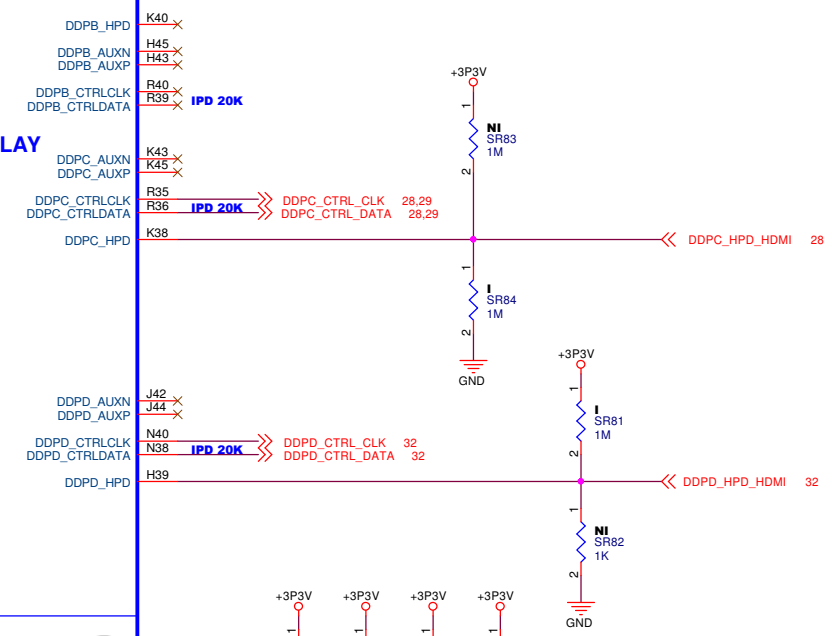 DDPB_HPD K40
DDPB_AUXN H45
DDPB_AUXP H43
DDPB_CTRLCLK R40
DDPB_CTRLDATA R39 IPD 20K
LAY
DDPC_AUXN K43
DDPC_AUXP K45
DDPC_CTRLCLK R35 DDPC_CTRL_CLK 28,29
DDPC_CTRLDATA R36 IPD 20K DDPC_CTRL_DATA 28,29
DDPC_HPD K38 DDPC_HPD_HDMI 28
+3P3V
1
NI
SR83
1M
2
1
I
SR84
1M
2
GND
DDPD_AUXN J42
DDPD_AUXP J44
DDPD_CTRLCLK N40 DDPD_CTRL_CLK 32
DDPD_CTRLDATA N38 IPD 20K DDPD_CTRL_DATA 32
DDPD_HPD H39 DDPD_HPD_HDMI 32
+3P3V
1
I
SR81
1M
2
1
NI
SR82
1K
2
GND
+3P3V +3P3V +3P3V +3P3V
1 1 1 1